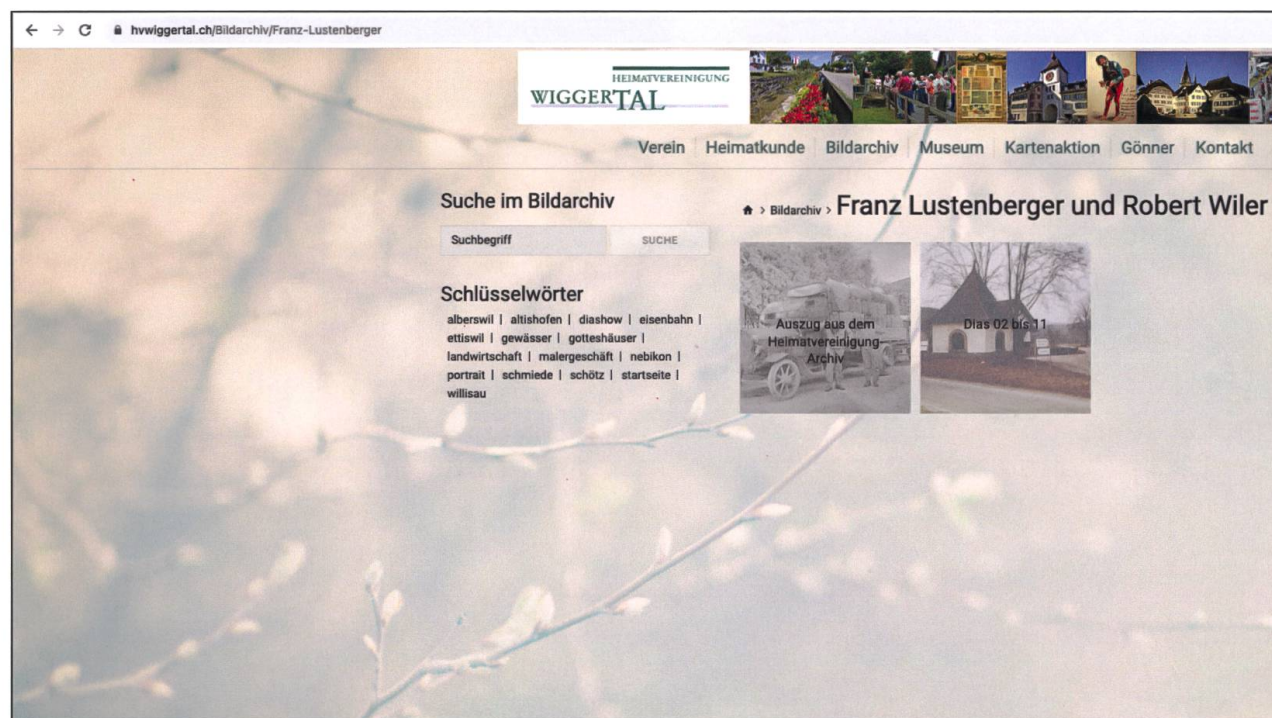 hvwiggertal.ch/Bildarchiv/Franz-Lustenberger
HEIMATVEREINIGUNG
WIGGERTAL
Verein Heimatkunde Bildarchiv Museum Kartenaktion Gönner Kontakt
Suche im Bildarchiv
Suchbegriff SUCHE
Schlüsselwörter
alberswil | altishofen | diashow | eisenbahn |
ettiswil | gewässer | gotteshäuser |
landwirtschaft | malergeschäft | nebikon |
portrait | schmiede | schötz | startseite |
willisau
> Bildarchiv > Franz Lustenberger und Robert Wiler
Auszug aus dem
Heimatvereinigung-
Archiv
Dias 02 bis 11